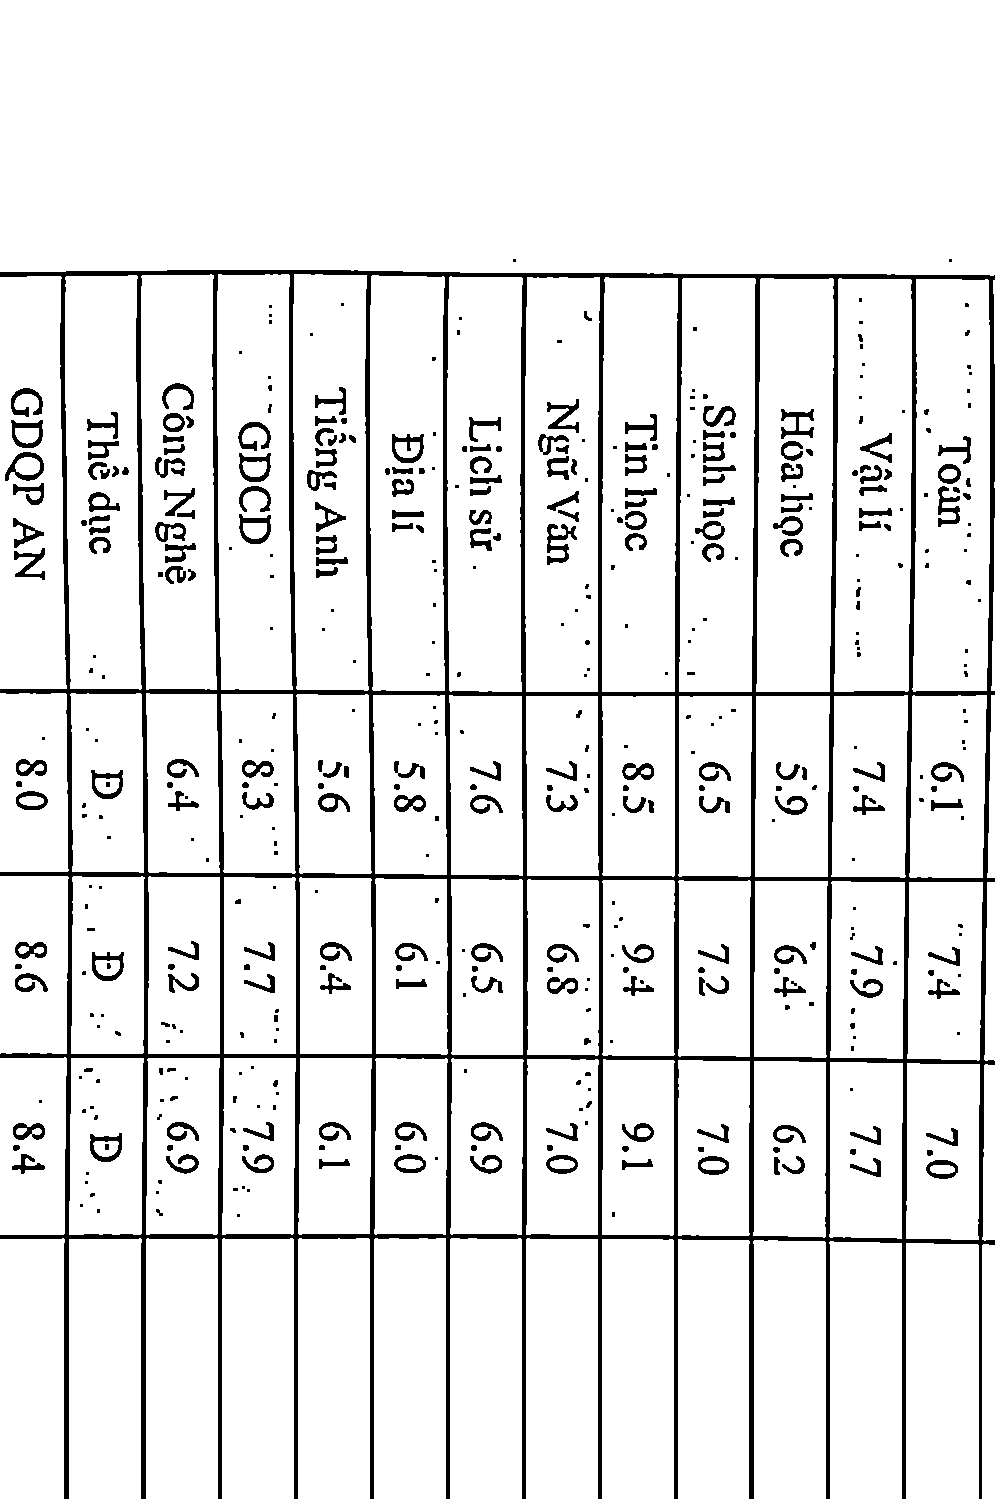 Toán 6.1 7.4 7.0
Vật lí 7.4 7.9 7.7
Hóa học 5.9 6.4 6.2
Sinh học 6.5 7.2 7.0
Tin học 8.5 9.4 9.1
Ngữ Văn 7.3 6.8 7.0
Lịch sử 7.6 6.5 6.9
Địa lí 5.8 6.1 6.0
Tiếng Anh 5.6 6.4 6.1
GDCD 8.3 7.7 7.9
Công Nghệ 6.4 7.2 6.9
Thể dục Đ Đ Đ
GDQP AN 8.0 8.6 8.4